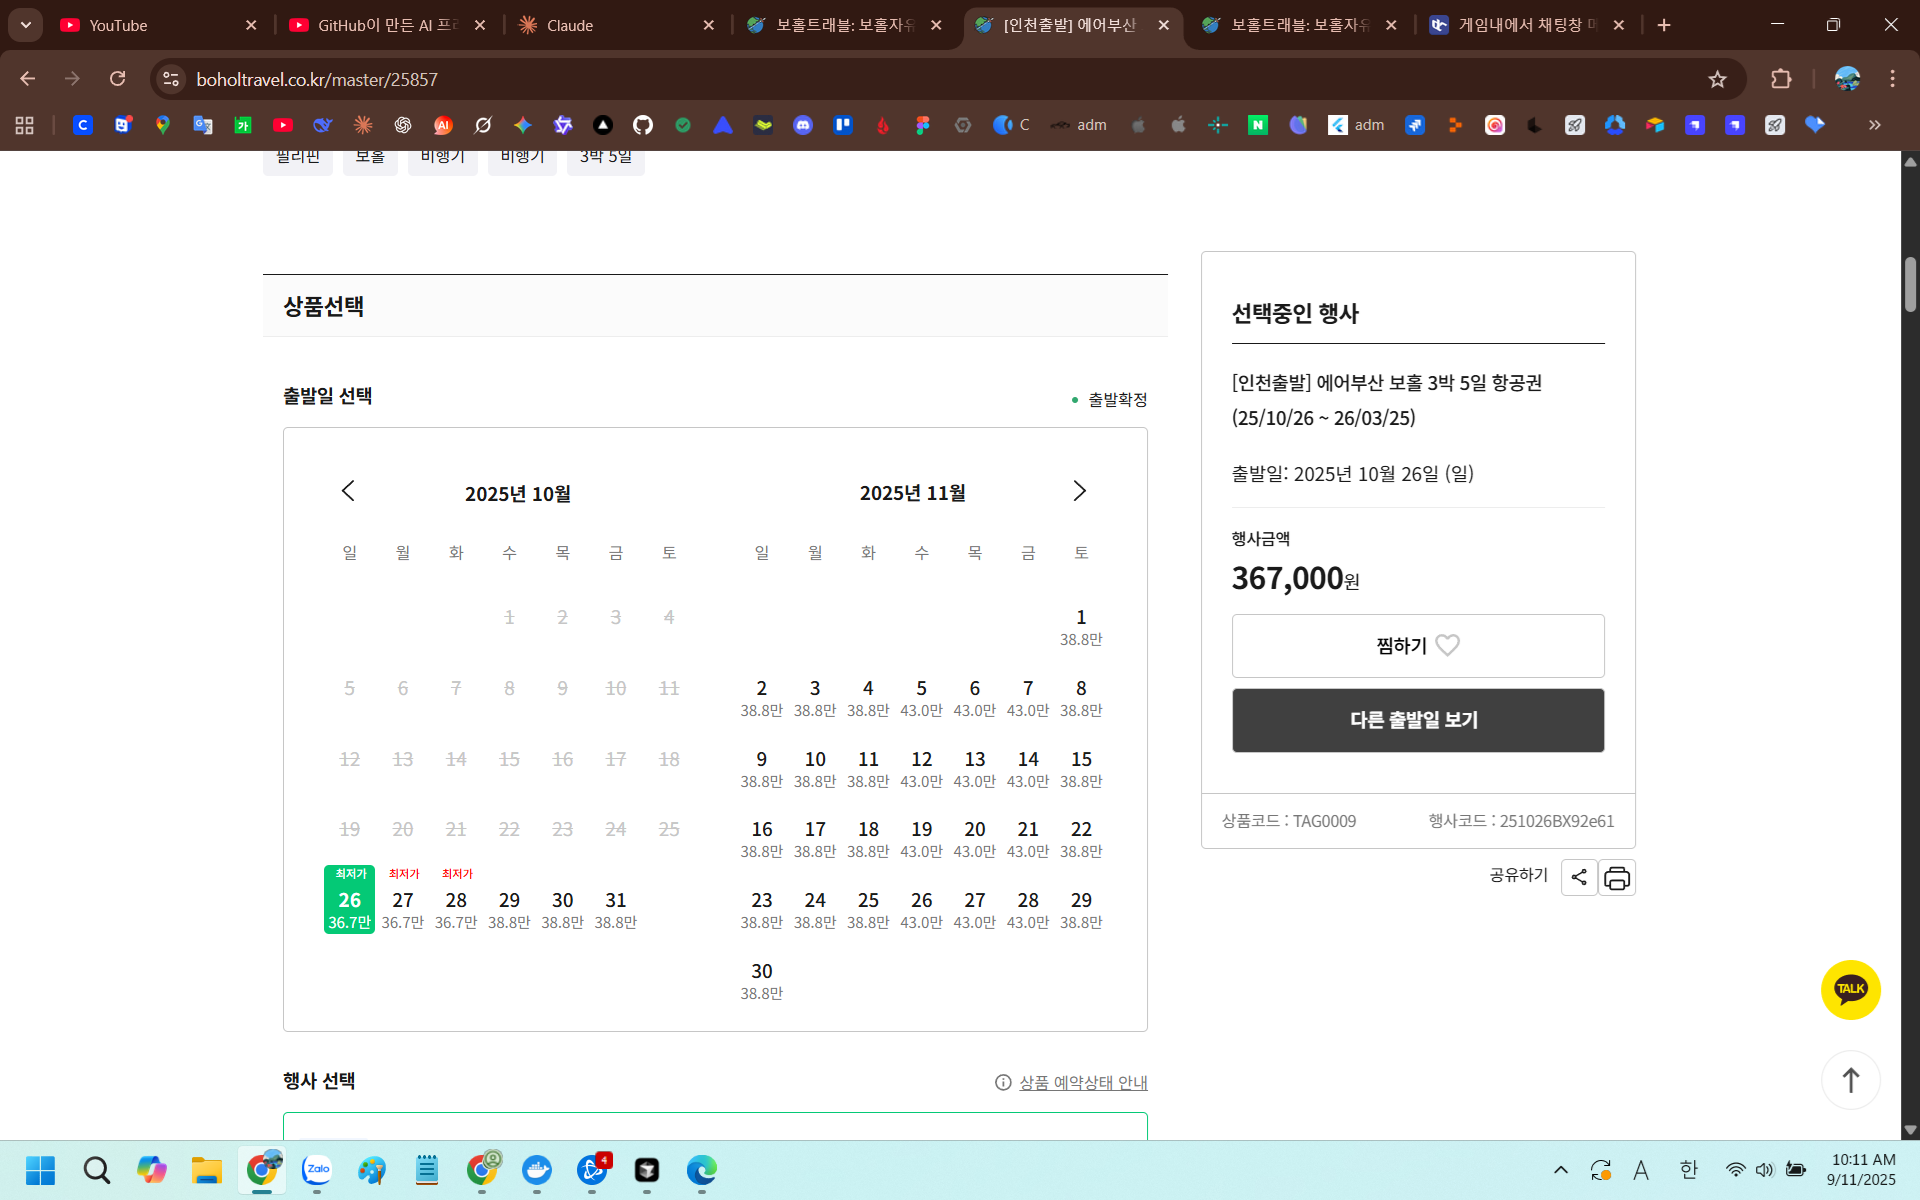 YouTube
GitHub이 만든 AI 프
Claude
보홀트래블: 보홀자유
[인천출발] 에어부산
보홀트래블: 보홀자유
게임내에서 채팅창
boholtravel.co.kr/master/25857
C
adm
adm
필리핀
보홀
비행기
비행기
3박 5일
상품선택
출발일 선택
출발확정
2025년 10월
2025년 11월
일 월 화 수 목 금 토
일 월 화 수 목 금 토
1 2 3 4
1
38.8만
5 6 7 8 9 10 11
2 3 4 5 6 7 8
38.8만 38.8만 38.8만 43.0만 43.0만 43.0만 38.8만
12 13 14 15 16 17 18
9 10 11 12 13 14 15
38.8만 38.8만 38.8만 43.0만 43.0만 43.0만 38.8만
19 20 21 22 23 24 25
16 17 18 19 20 21 22
38.8만 38.8만 38.8만 43.0만 43.0만 43.0만 38.8만
최저가 최저가 최저가
26 27 28 29 30 31
36.7만 36.7만 36.7만 38.8만 38.8만 38.8만
23 24 25 26 27 28 29
38.8만 38.8만 38.8만 43.0만 43.0만 43.0만 38.8만
30
38.8만
행사 선택
상품 예약상태 안내
선택중인 행사
[인천출발] 에어부산 보홀 3박 5일 항공권
(25/10/26 ~ 26/03/25)
출발일: 2025년 10월 26일 (일)
행사금액
367,000원
찜하기
다른 출발일 보기
상품코드 : TAG0009
행사코드 : 251026BX92e61
공유하기
TALK
Zalo
4
A
한
10:11 AM
9/11/2025